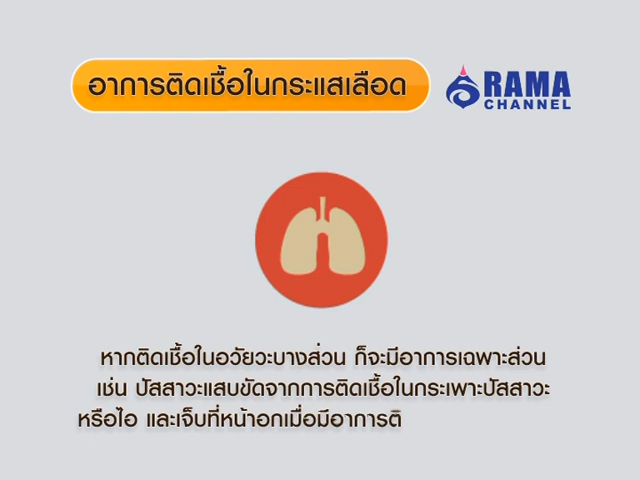 อาการติดเชื้อในกระแสเลือด
RAMA
CHANNEL
หากติดเชื้อในอวัยวะบางส่วน ก็จะมีอาการเฉพาะส่วน
เช่น ปัสสาวะแสบขัดจากการติดเชื้อในกระเพาะปัสสาวะ
หรือไอ และเจ็บที่หน้าอกเมื่อมีอาการติ